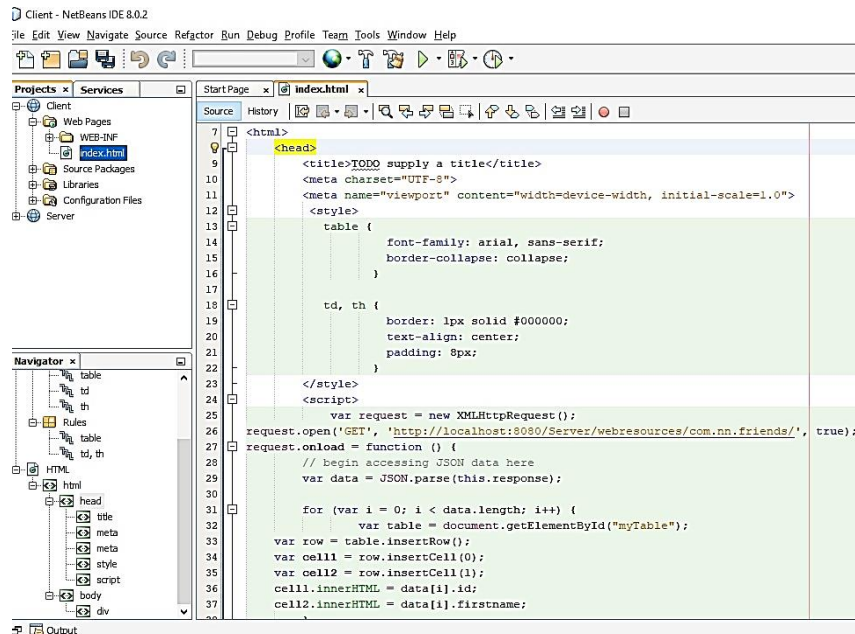 Client - NetBeans IDE 8.0.2
File Edit View Navigate Source Refactor Run Debug Profile Team Tools Window Help
Projects × Services
Client
Web Pages
WEB-INF
index.html
Source Packages
Libraries
Configuration Files
Server
Navigator ×
table
td
th
Rules
table
td, th
HTML
html
head
title
meta
meta
style
script
body
div
Start Page × index.html ×
Source History
7 <html>
<head>
9 <title>TODO supply a title</title>
10 <meta charset="UTF-8">
11 <meta name="viewport" content="width=device-width, initial-scale=1.0">
12 <style>
13 table {
14 font-family: arial, sans-serif;
15 border-collapse: collapse;
16 }
17
18 td, th {
19 border: 1px solid #000000;
20 text-align: center;
21 padding: 8px;
22 }
23 </style>
24 <script>
25 var request = new XMLHttpRequest();
26 request.open('GET', 'http://localhost:8080/Server/webresources/com.nn.friends/', true);
27 request.onload = function () {
28 // begin accessing JSON data here
29 var data = JSON.parse(this.response);
30
31 for (var i = 0; i < data.length; i++) {
32 var table = document.getElementById("myTable");
33 var row = table.insertRow();
34 var cell1 = row.insertCell(0);
35 var cell2 = row.insertCell(1);
36 cell1.innerHTML = data[i].id;
37 cell2.innerHTML = data[i].firstname;
Output